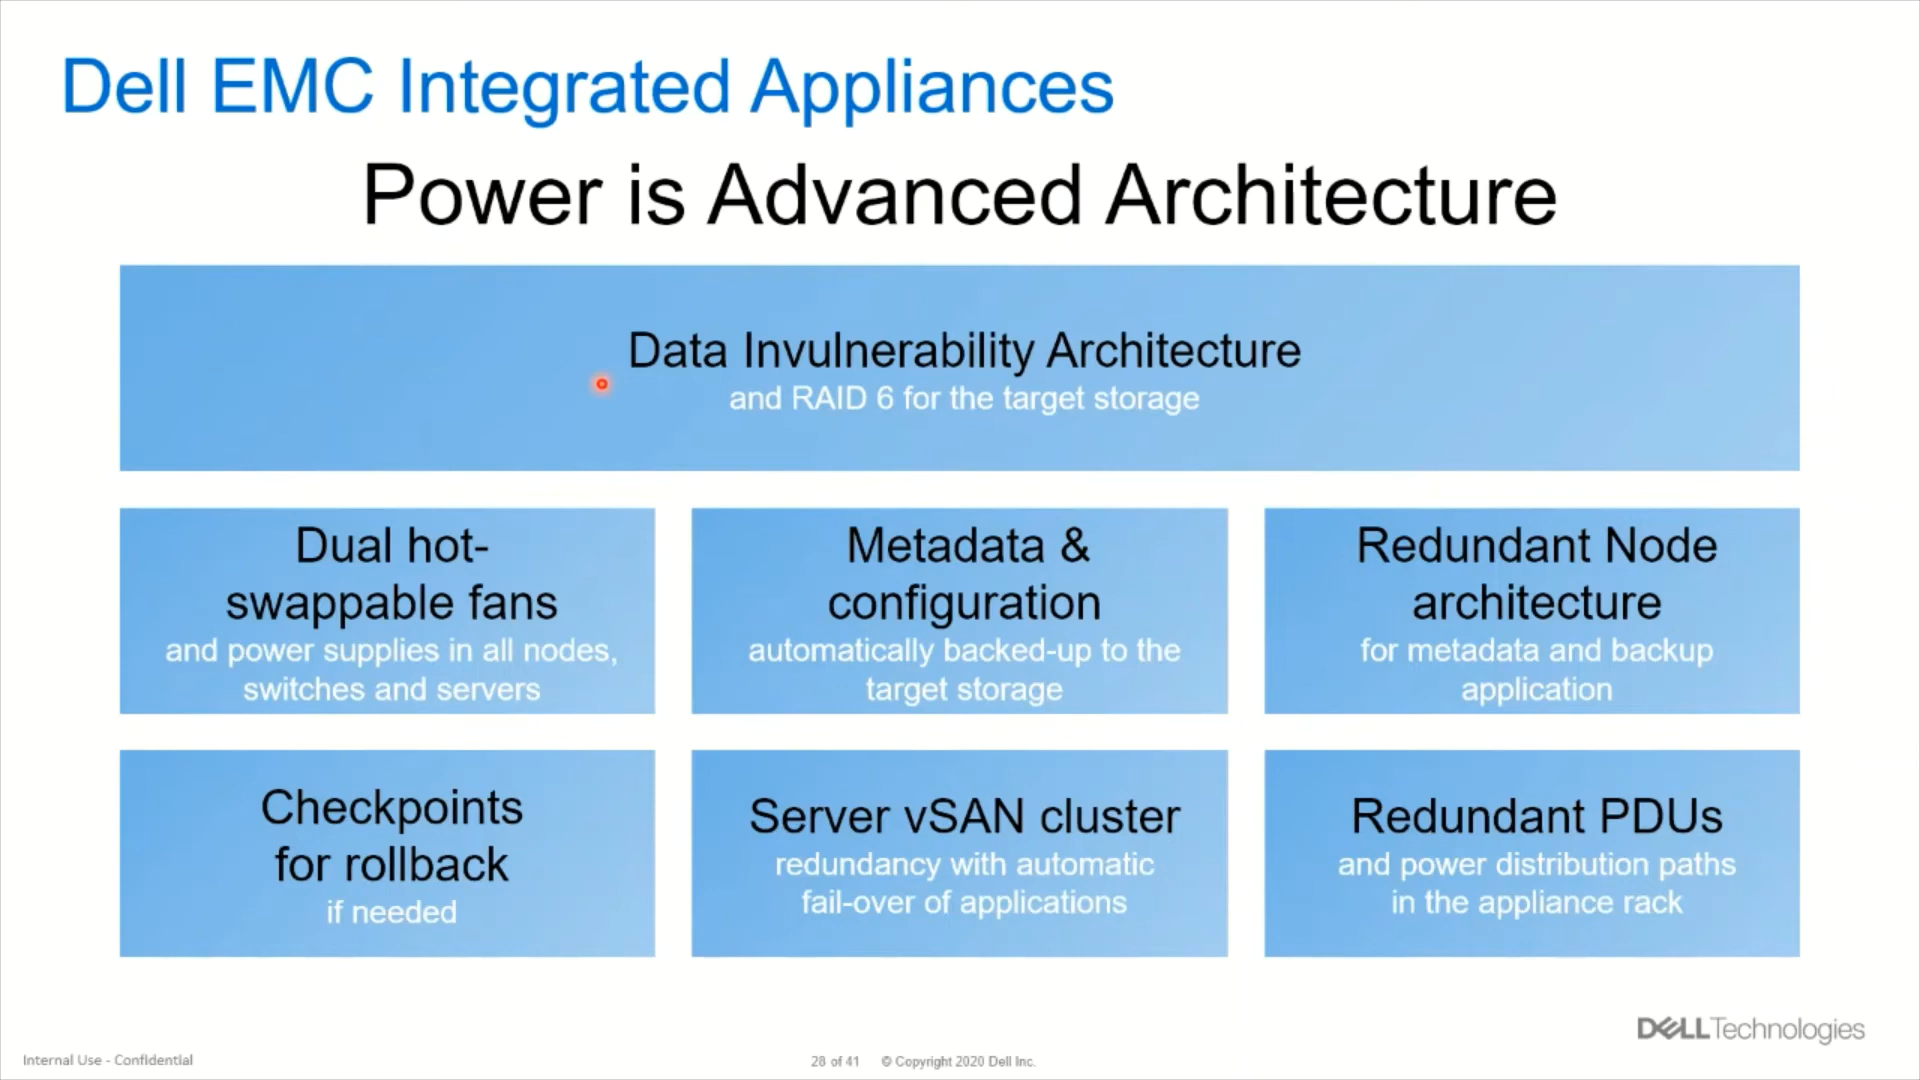 Dell EMC Integrated Appliances
Power is Advanced Architecture
Data Invulnerability Architecture
and RAID 6 for the target storage
Dual hot-
swappable fans
and power supplies in all nodes,
switches and servers
Metadata &
configuration
automatically backed-up to the
target storage
Redundant Node
architecture
for metadata and backup
application
Checkpoints
for rollback
if needed
Server vSAN cluster
redundancy with automatic
fail-over of applications
Redundant PDUs
and power distribution paths
in the appliance rack
DELLTechnologies
Internal Use - Confidential
28 of 41 © Copyright 2020 Dell Inc.